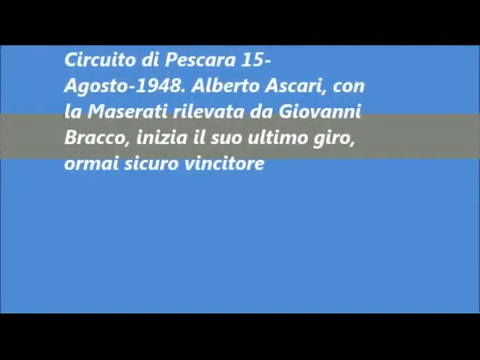 Circuito di Pescara 15-
Agosto-1948. Alberto Ascari, con
la Maserati rilevata da Giovanni
Bracco, inizia il suo ultimo giro,
ormai sicuro vincitore